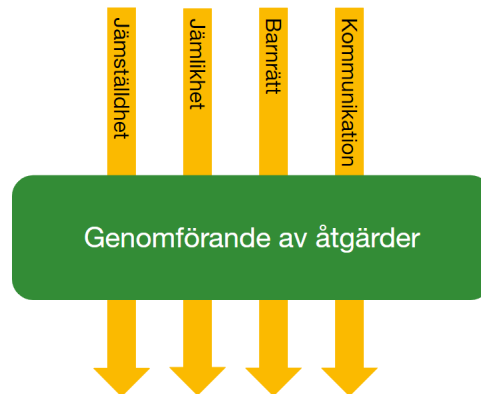 Jämställdhet
Jämlikhet
Barnrätt
Kommunikation
Genomförande av åtgärder